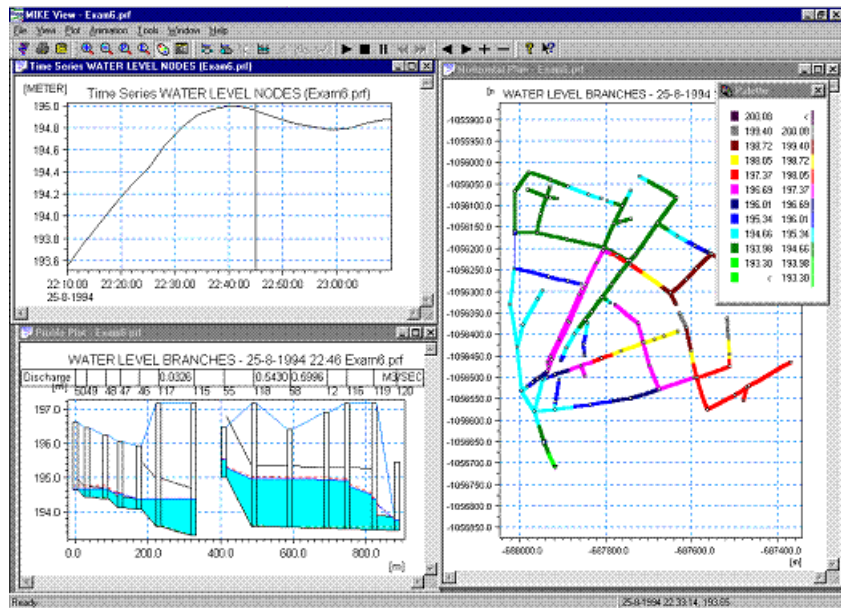 MIKE View - Exam6.prf
File View Plot Animation Tools Window Help
Time Series WATER LEVEL NODES (Exam6.prf)
[METER] Time Series WATER LEVEL NODES (Exam6.prf)
195.0
194.8
194.6
194.4
194.2
194.0
193.8
193.6
22:10:00 22:20:00 22:30:00 22:40:00 22:50:00 23:00:00
25-8-1994
Profile Plot - Exam6.prf
WATER LEVEL BRANCHES - 25-8-1994 22:46 Exam6.prf
Discharge 0.0326 0.5430 0.6996 M3/SEC
[m] 5049 48 47 46 117 115 55 118 58 12 116 119 120
197.0
196.0
195.0
194.0
0.0 200.0 400.0 600.0 800.0
[m]
Horizontal Plan - Exam6.prf
WATER LEVEL BRANCHES - 25-8-1994
Palette
200.08 <
199.40 200.08
198.72 199.40
198.05 198.72
197.37 198.05
196.69 197.37
196.01 196.69
195.34 196.01
194.66 195.34
193.98 194.66
193.30 193.98
< 193.30
-1055900.0
-1055950.0
-1056000.0
-1056050.0
-1056100.0
-1056150.0
-1056200.0
-1056250.0
-1056300.0
-1056350.0
-1056400.0
-1056450.0
-1056500.0
-1056550.0
-1056600.0
-1056650.0
-1056700.0
-1056750.0
-1056800.0
-1056850.0
-688000.0 -687800.0 -687600.0 -687400.0
Ready 25-8-1994 22:39:14, 193.65